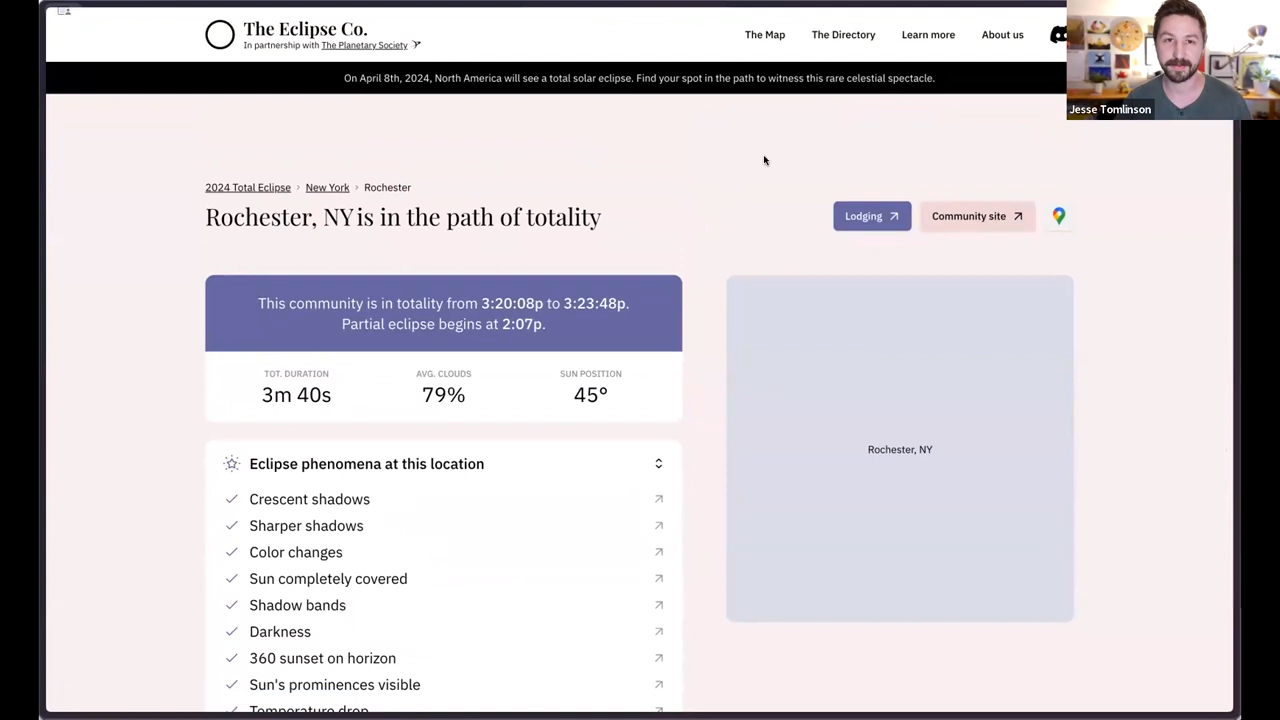 The Eclipse Co.
In partnership with The Planetary Society
The Map
The Directory
Learn more
About us
On April 8th, 2024, North America will see a total solar eclipse. Find your spot in the path to witness this rare celestial spectacle.
Jesse Tomlinson
2024 Total Eclipse > New York > Rochester
Rochester, NY is in the path of totality
Lodging
Community site
This community is in totality from 3:20:08p to 3:23:48p.
Partial eclipse begins at 2:07p.
TOT. DURATION
3m 40s
AVG. CLOUDS
79%
SUN POSITION
45°
Rochester, NY
Eclipse phenomena at this location
Crescent shadows
Sharper shadows
Color changes
Sun completely covered
Shadow bands
Darkness
360 sunset on horizon
Sun's prominences visible
Temperature drop